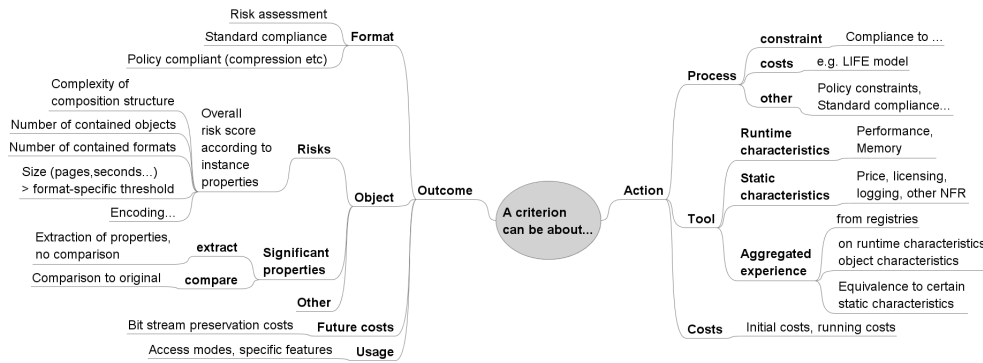 A criterion
can be about...
Outcome
Format
Risk assessment
Standard compliance
Policy compliant (compression etc)
Object
Risks
Overall
risk score
according to
instance
properties
Complexity of
composition structure
Number of contained objects
Number of contained formats
Size (pages,seconds...)
> format-specific threshold
Encoding...
Significant
properties
extract
Extraction of properties,
no comparison
compare
Comparison to original
Other
Future costs
Bit stream preservation costs
Usage
Access modes, specific features
Action
Process
constraint
Compliance to ...
costs
e.g. LIFE model
other
Policy constraints,
Standard compliance...
Tool
Runtime
characteristics
Performance,
Memory
Static
characteristics
Price, licensing,
logging, other NFR
Aggregated
experience
from registries
on runtime characteristics
object characteristics
Equivalence to certain
static characteristics
Costs
Initial costs, running costs